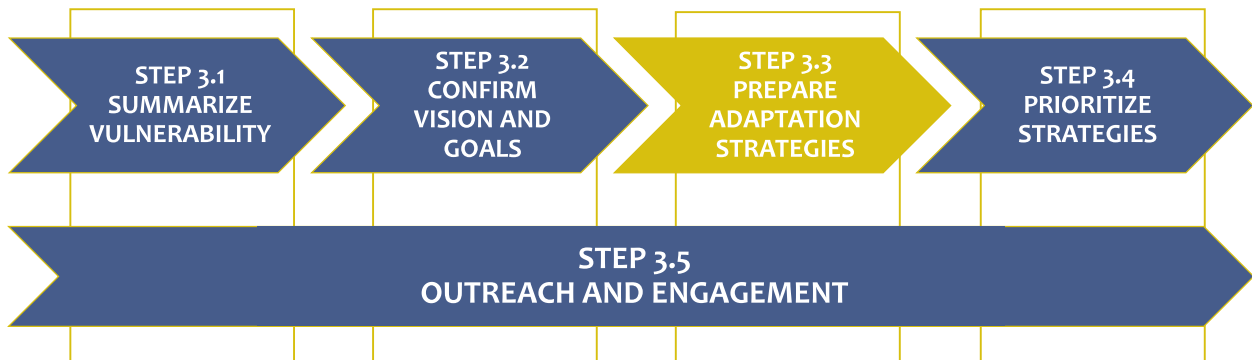 STEP 3.1
SUMMARIZE
VULNERABILITY
STEP 3.2
CONFIRM
VISION AND
GOALS
STEP 3.3
PREPARE
ADAPTATION
STRATEGIES
STEP 3.4
PRIORITIZE
STRATEGIES
STEP 3.5
OUTREACH AND ENGAGEMENT